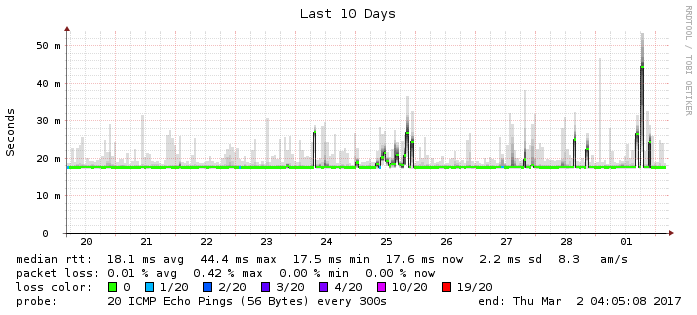 Last 10 Days
RRDTOOL / TOBI OETIKER
Seconds
50 m
40 m
30 m
20 m
10 m
0
20 21 22 23 24 25 26 27 28 01
median rtt: 18.1 ms avg 44.4 ms max 17.5 ms min 17.6 ms now 2.2 ms sd 8.3 am/s
packet loss: 0.01 % avg 0.42 % max 0.00 % min 0.00 % now
loss color: 0 1/20 2/20 3/20 4/20 10/20 19/20
probe: 20 ICMP Echo Pings (56 Bytes) every 300s end: Thu Mar 2 04:05:08 2017